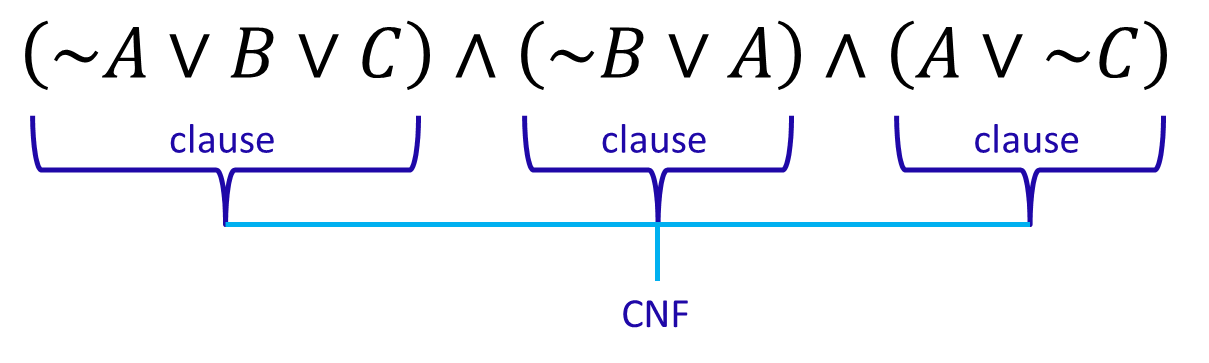 (~A ∨ B ∨ C) ∧ (~B ∨ A) ∧ (A ∨ ~C)
clause clause clause
CNF